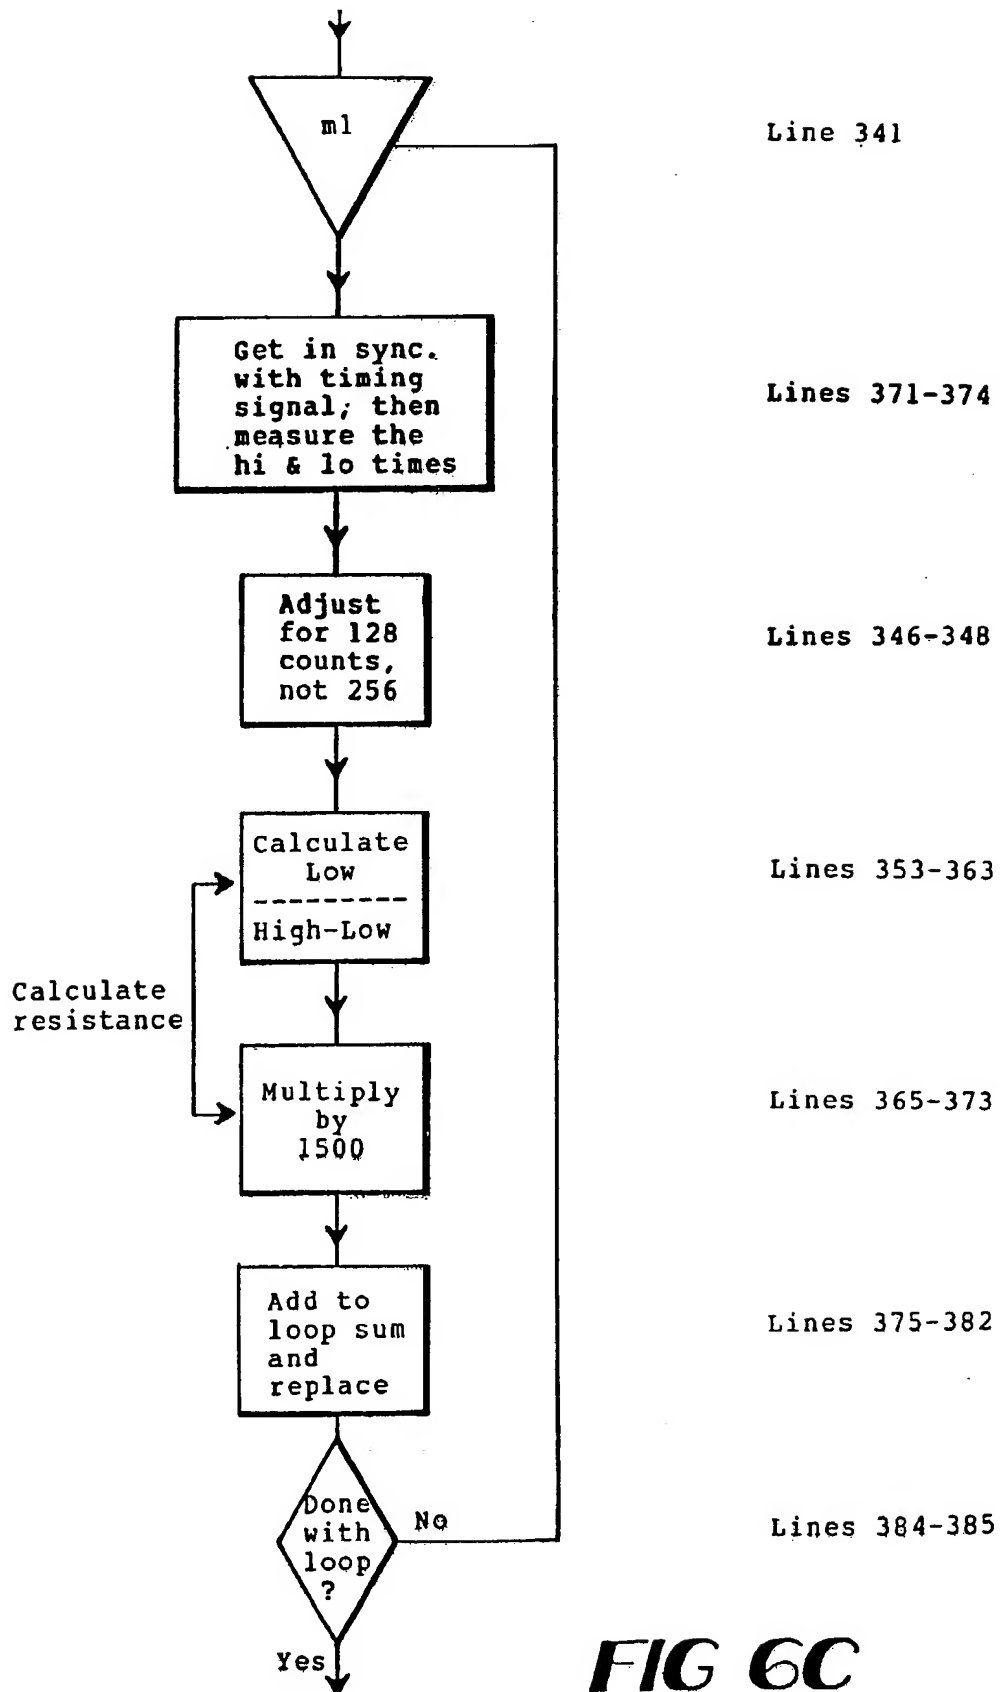 m1
Line 341
Get in sync.
with timing
signal; then
measure the
hi & lo times
Lines 371-374
Adjust
for 128
counts,
not 256
Lines 346-348
Calculate
Low
---------
High-Low
Lines 353-363
Calculate
resistance
Multiply
by
1500
Lines 365-373
Add to
loop sum
and
replace
Lines 375-382
Done
with
loop
?
No
Lines 384-385
Yes
FIG 6C